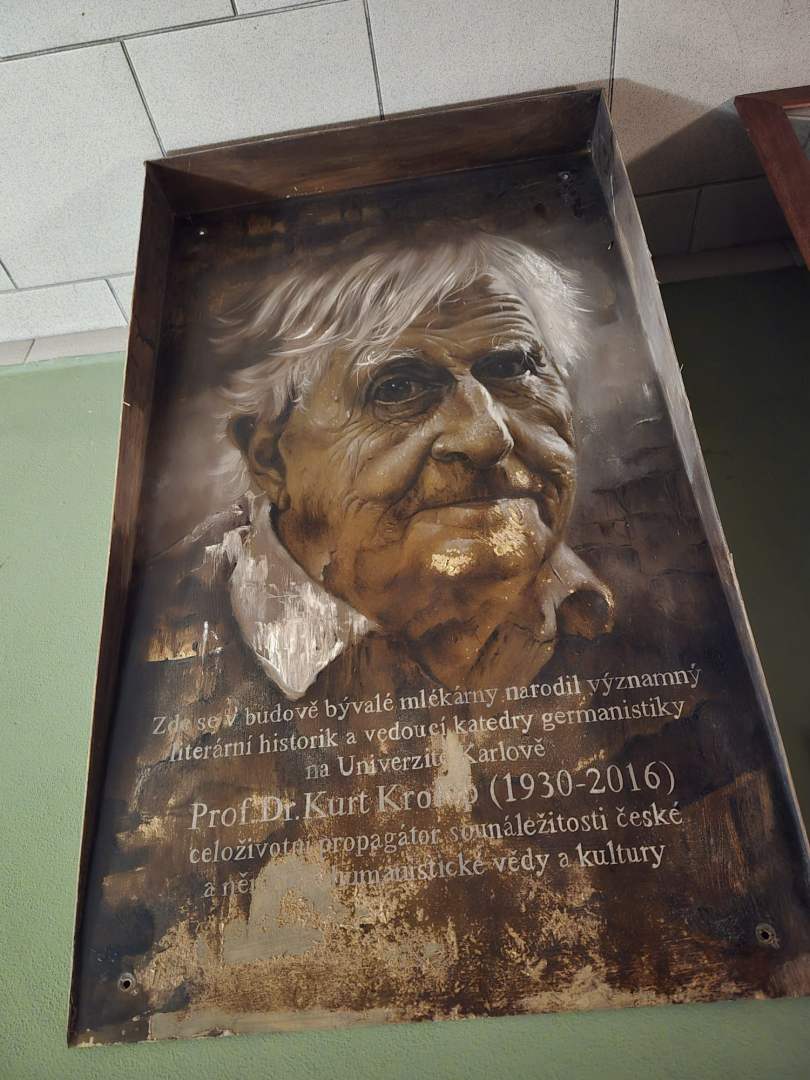 Zde se v budově bývalé mlékárny narodil významný
literární historik a vedoucí katedry germanistiky
na Univerzitě Karlově
Prof.Dr.Kurt (1930-2016)
celoživotní propagátor sounáležitosti české
a humanistické vědy a kultury